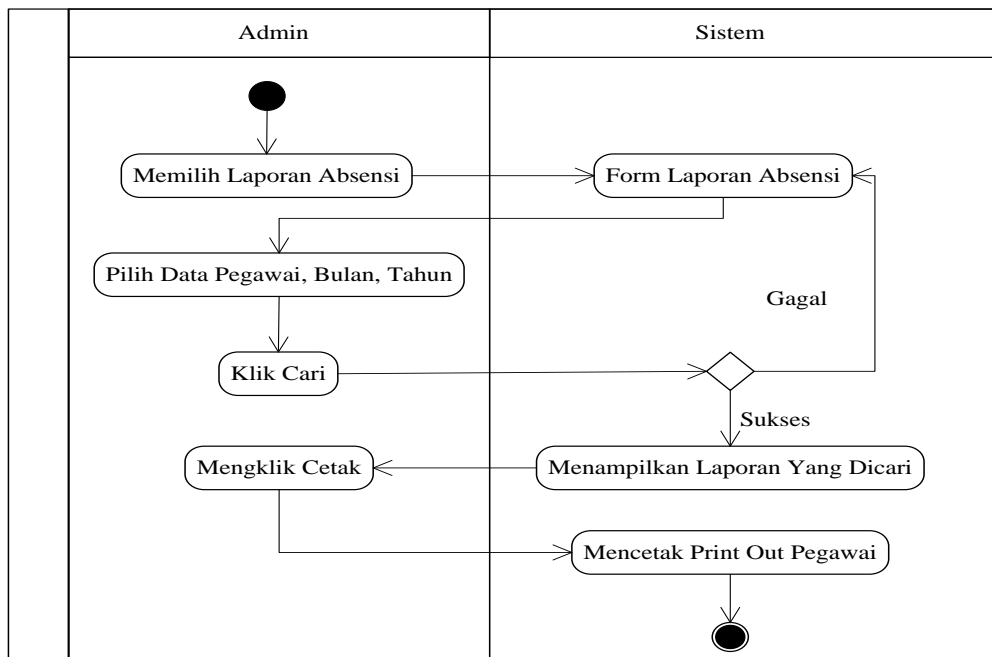 Admin
Sistem
Memilih Laporan Absensi
Form Laporan Absensi
Pilih Data Pegawai, Bulan, Tahun
Gagal
Klik Cari
Sukses
Mengklik Cetak
Menampilkan Laporan Yang Dicari
Mencetak Print Out Pegawai